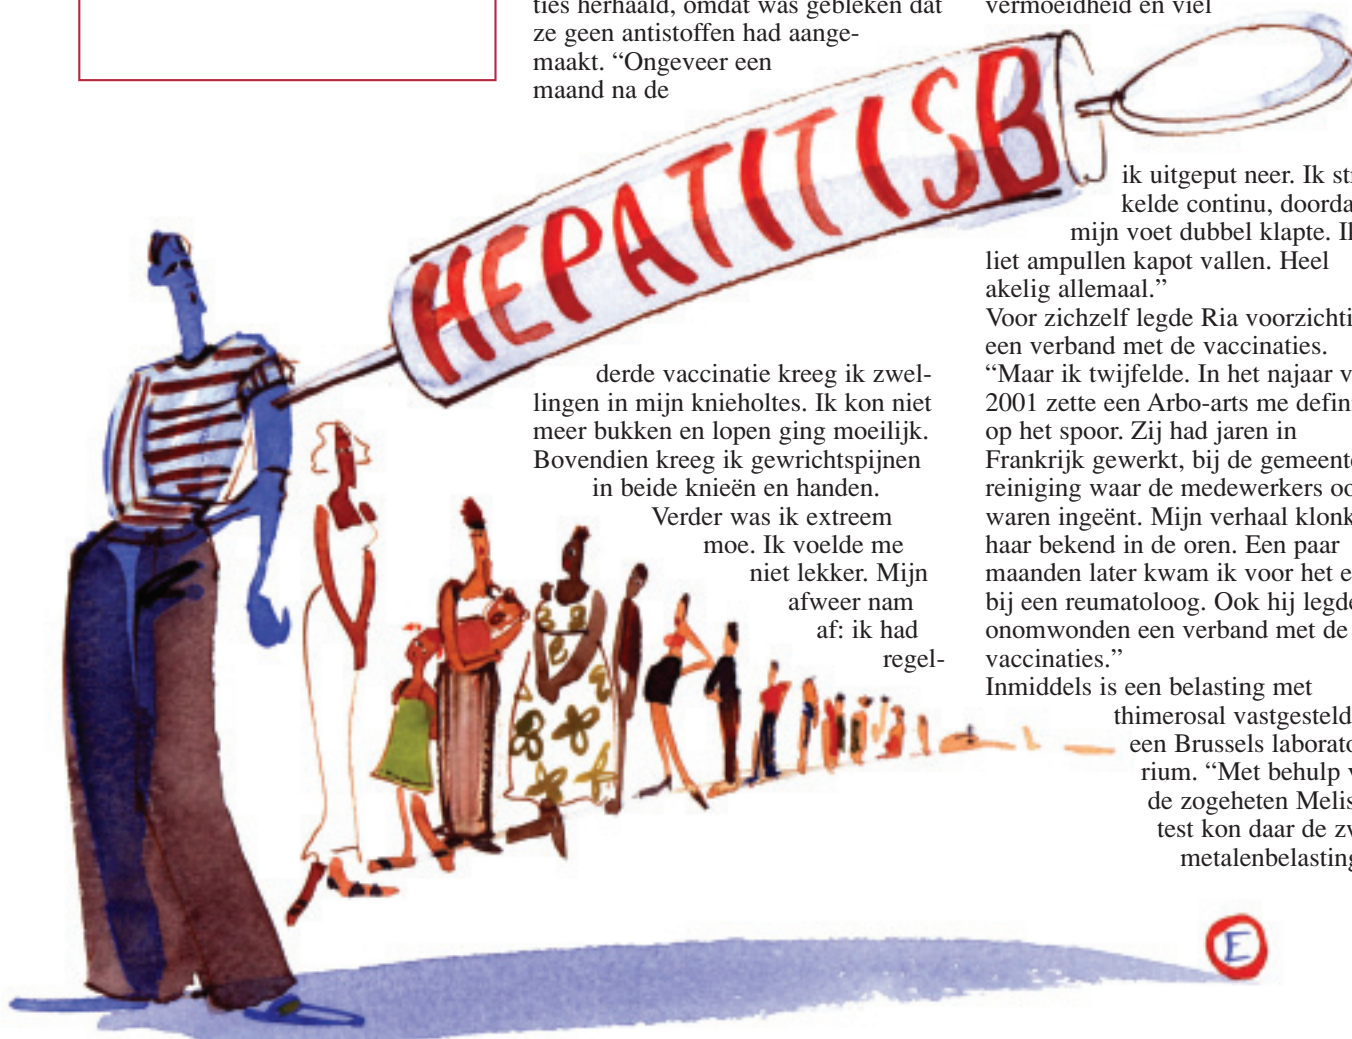 ties herhaald, omdat was gebleken dat
ze geen antistoffen had aange-
maakt. “Ongeveer een
maand na de
HEPATITIS B
derde vaccinatie kreeg ik zwel-
lingen in mijn knieholtes. Ik kon niet
meer bukken en lopen ging moeilijk.
Bovendien kreeg ik gewrichtspijnen
in beide knieën en handen.
Verder was ik extreem
moe. Ik voelde me
niet lekker. Mijn
afweer nam
af: ik had
regel-
vermoeidheid en viel
ik uitgeput neer. Ik
kelde continu,
mijn voet dubbel klapte.
liet ampullen kapot vallen. Heel
akelig allemaal.”
Voor zichzelf legde Ria
een verband met de vaccinaties.
“Maar ik twijfelde. In het najaar
2001 zette een Arbo-arts me
op het spoor. Zij had jaren in
Frankrijk gewerkt, bij de
reiniging waar de medewerkers
waren ingeënt. Mijn verhaal klonk
haar bekend in de oren. Een paar
maanden later kwam ik voor het
bij een reumatoloog. Ook hij
onomwonden een verband met de
vaccinaties.”
Inmiddels is een belasting met
thimerosal vastgesteld
een Brussels
rium. “Met behulp
de zogeheten
test kon daar de
E